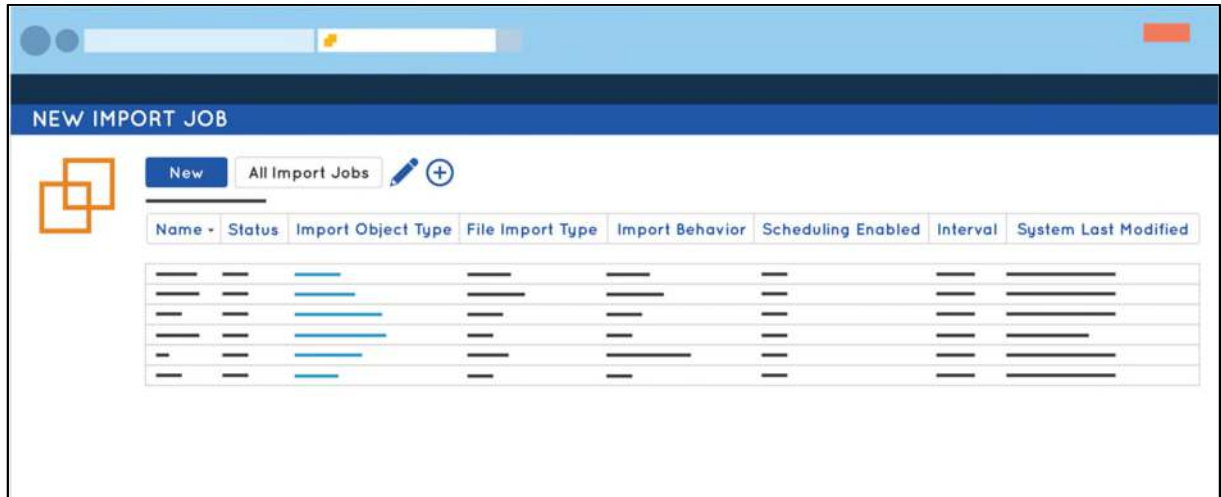 NEW IMPORT JOB
New All Import Jobs
Name Status Import Object Type File Import Type Import Behavior Scheduling Enabled Interval System Last Modified